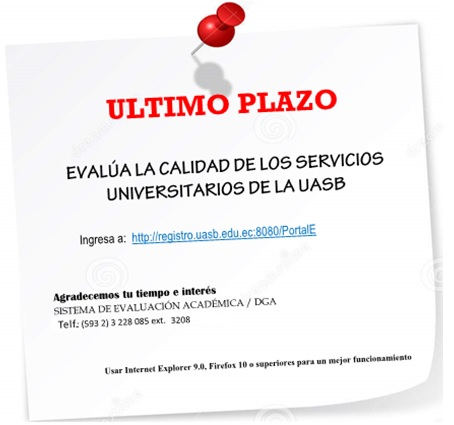 ULTIMO PLAZO
EVALÚA LA CALIDAD DE LOS SERVICIOS
UNIVERSITARIOS DE LA UASB
Ingresa a: http://registro.uasb.edu.ec:8080/PortalE
Agradecemos tu tiempo e interés
SISTEMA DE EVALUACIÓN ACADÉMICA / DGA
Telf.: (593 2) 3 228 085 ext. 3208
Usar Internet Explorer 9.0, Firefox 10 o superiores para un mejor funcionamiento